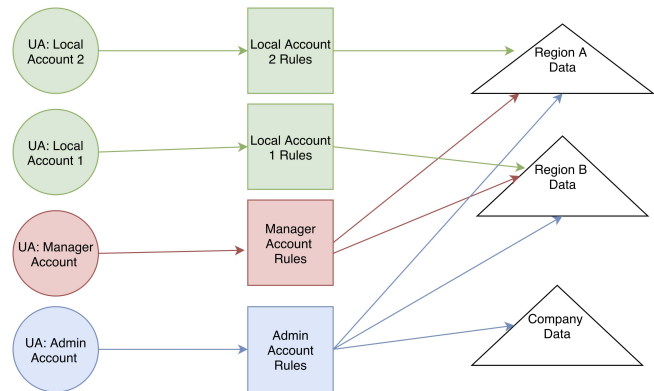 UA: Local
Account 2
Local Account
2 Rules
Region A
Data
UA: Local
Account 1
Local Account
1 Rules
Region B
Data
UA: Manager
Account
Manager
Account
Rules
UA: Admin
Account
Admin
Account
Rules
Company
Data